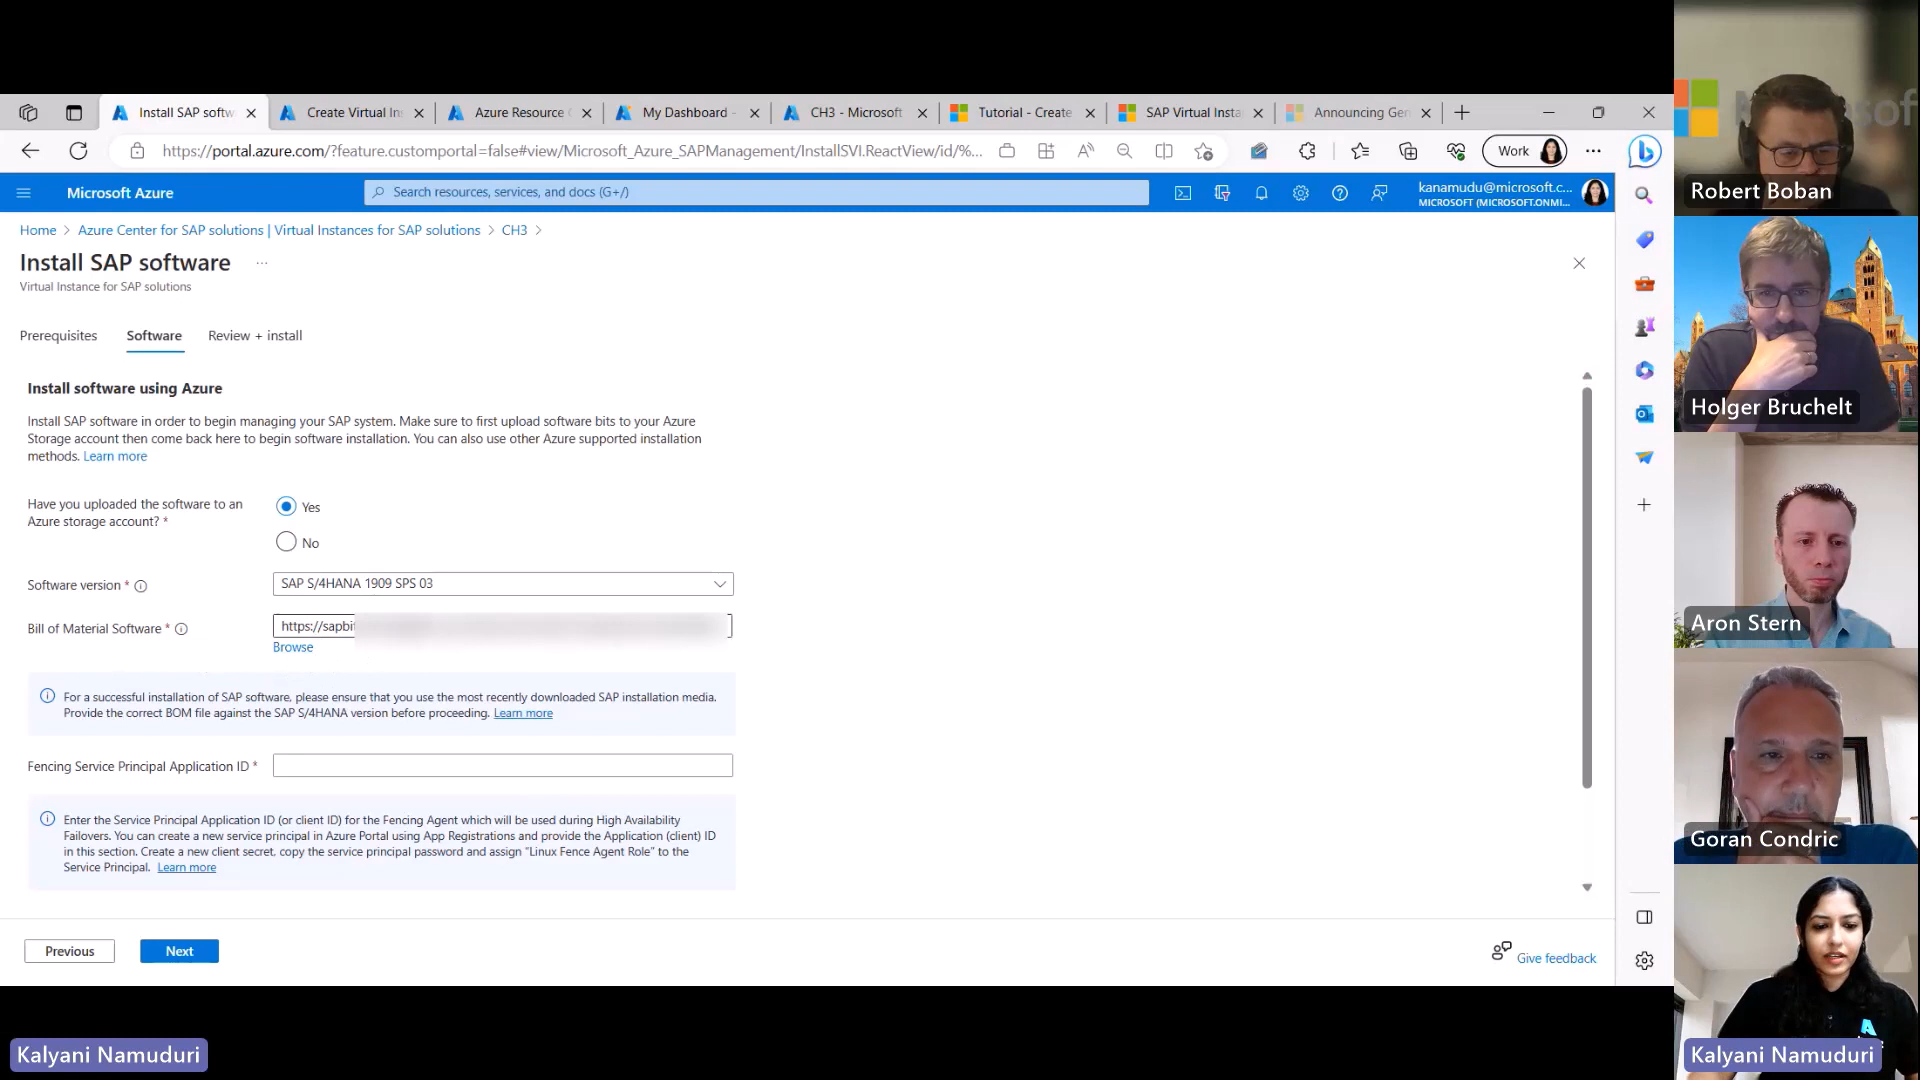 Install SAP softw
Create Virtual In
Azure Resource
My Dashboard -
CH3 - Microsoft
Tutorial - Create
SAP Virtual Insta
Announcing Gen
https://portal.azure.com/?feature.customportal=false#view/Microsoft_Azure_SAPManagement/InstallSVI.ReactView/id/%...
Work
Microsoft Azure
Search resources, services, and docs (G+/)
kanamudu@microsoft.c...
MICROSOFT (MICROSOFT.ONMI...
Home > Azure Center for SAP solutions | Virtual Instances for SAP solutions > CH3 >
Install SAP software ...
Virtual Instance for SAP solutions
Prerequisites
Software
Review + install
Install software using Azure
Install SAP software in order to begin managing your SAP system. Make sure to first upload software bits to your Azure
Storage account then come back here to begin software installation. You can also use other Azure supported installation
methods. Learn more
Have you uploaded the software to an
Azure storage account? *
Yes
No
Software version *
SAP S/4HANA 1909 SPS 03
Bill of Material Software *
https://sapbit
Browse
For a successful installation of SAP software, please ensure that you use the most recently downloaded SAP installation media.
Provide the correct BOM file against the SAP S/4HANA version before proceeding. Learn more
Fencing Service Principal Application ID *
Enter the Service Principal Application ID (or client ID) for the Fencing Agent which will be used during High Availability
Failovers. You can create a new service principal in Azure Portal using App Registrations and provide the Application (client) ID
in this section. Create a new client secret, copy the service principal password and assign "Linux Fence Agent Role" to the
Service Principal. Learn more
Previous
Next
Give feedback
Kalyani Namuduri
Robert Boban
Holger Bruchelt
Aron Stern
Goran Condric
Kalyani Namuduri